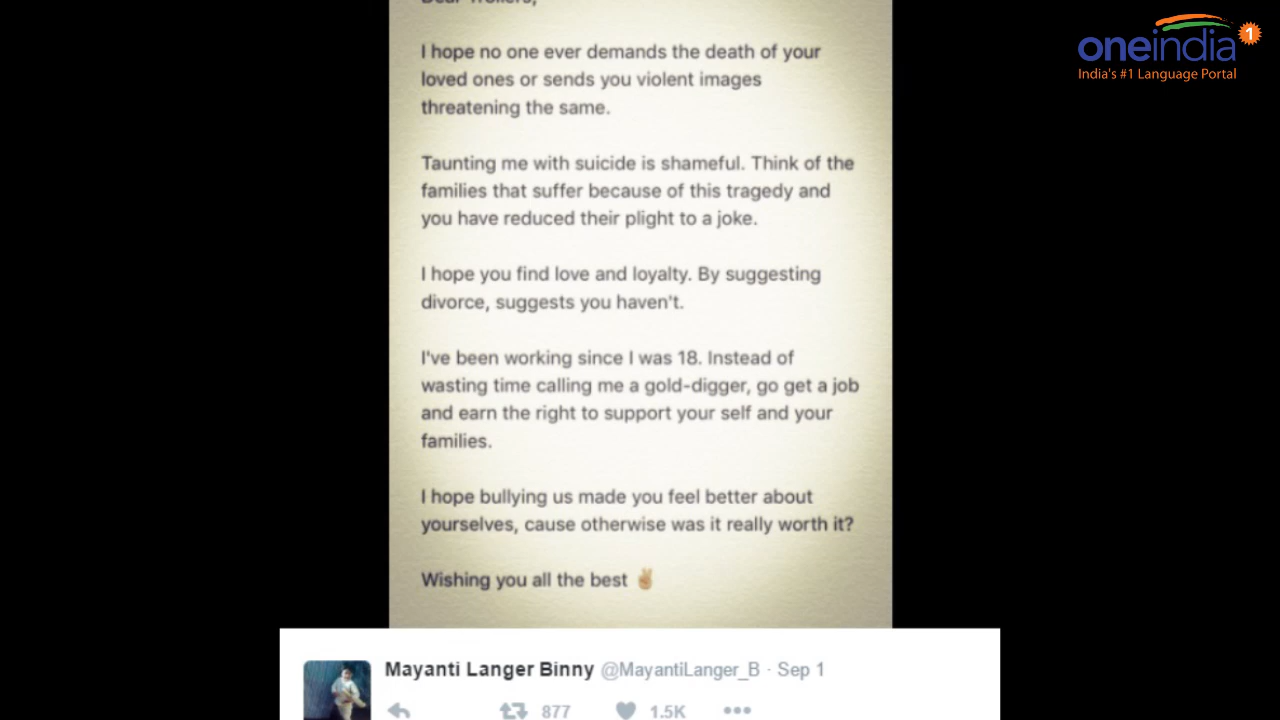 Dear Trollers,
oneindia 1
India's #1 Language Portal
I hope no one ever demands the death of your
loved ones or sends you violent images
threatening the same.
Taunting me with suicide is shameful. Think of the
families that suffer because of this tragedy and
you have reduced their plight to a joke.
I hope you find love and loyalty. By suggesting
divorce, suggests you haven't.
I've been working since I was 18. Instead of
wasting time calling me a gold-digger, go get a job
and earn the right to support your self and your
families.
I hope bullying us made you feel better about
yourselves, cause otherwise was it really worth it?
Wishing you all the best ✌🏼
Mayanti Langer Binny @MayantiLanger_B · Sep 1
877 1.5K •••